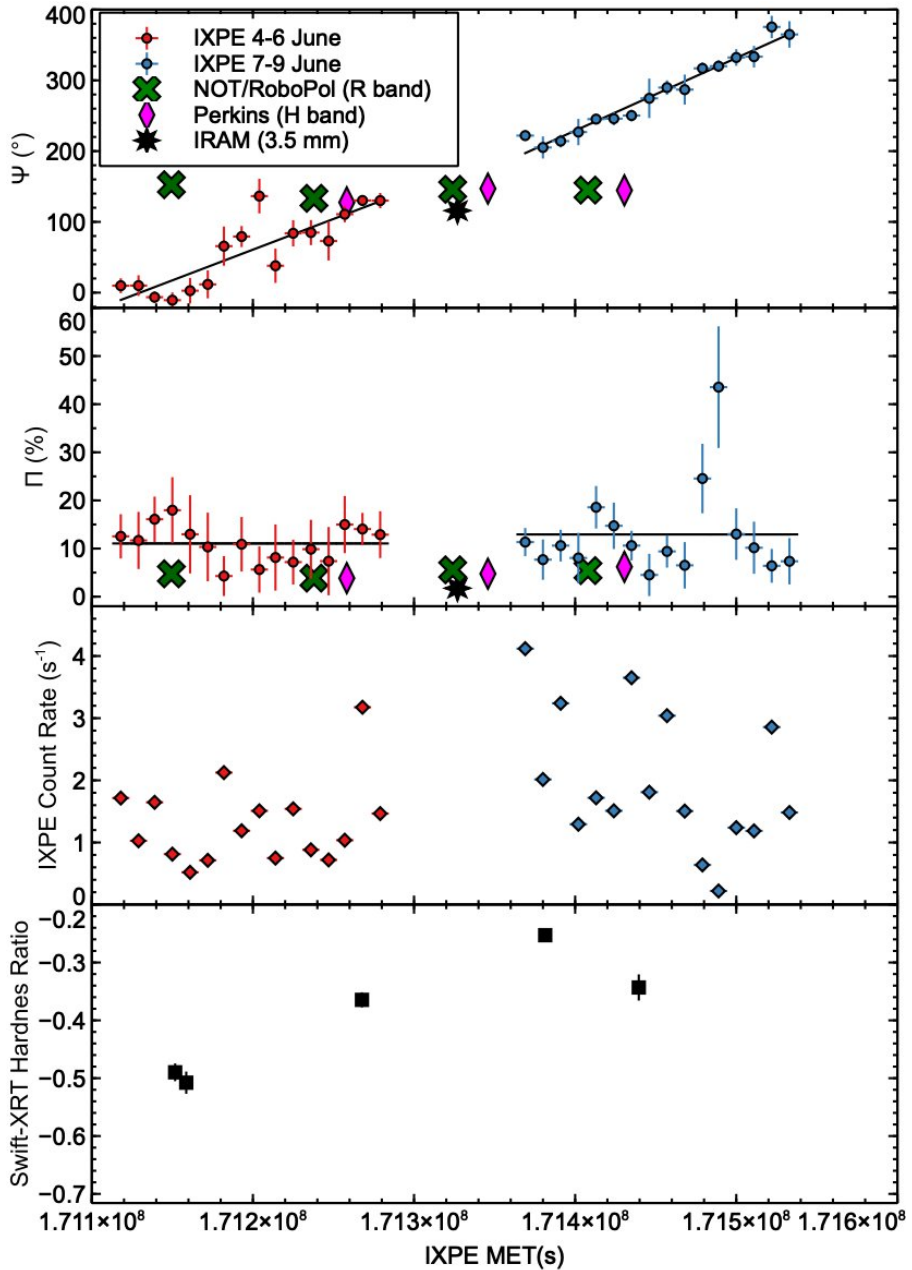 IXPE 4-6 June
IXPE 7-9 June
NOT/RoboPol (R band)
Perkins (H band)
IRAM (3.5 mm)
400
300
200
100
0
Ψ (°)
60
50
40
30
20
10
0
Π (%)
4
3
2
1
0
IXPE Count Rate (s⁻¹)
−0.2
−0.3
−0.4
−0.5
−0.6
−0.7
Swift-XRT Hardnes Ratio
1.711×10⁸ 1.712×10⁸ 1.713×10⁸ 1.714×10⁸ 1.715×10⁸ 1.716×10⁸
IXPE MET(s)